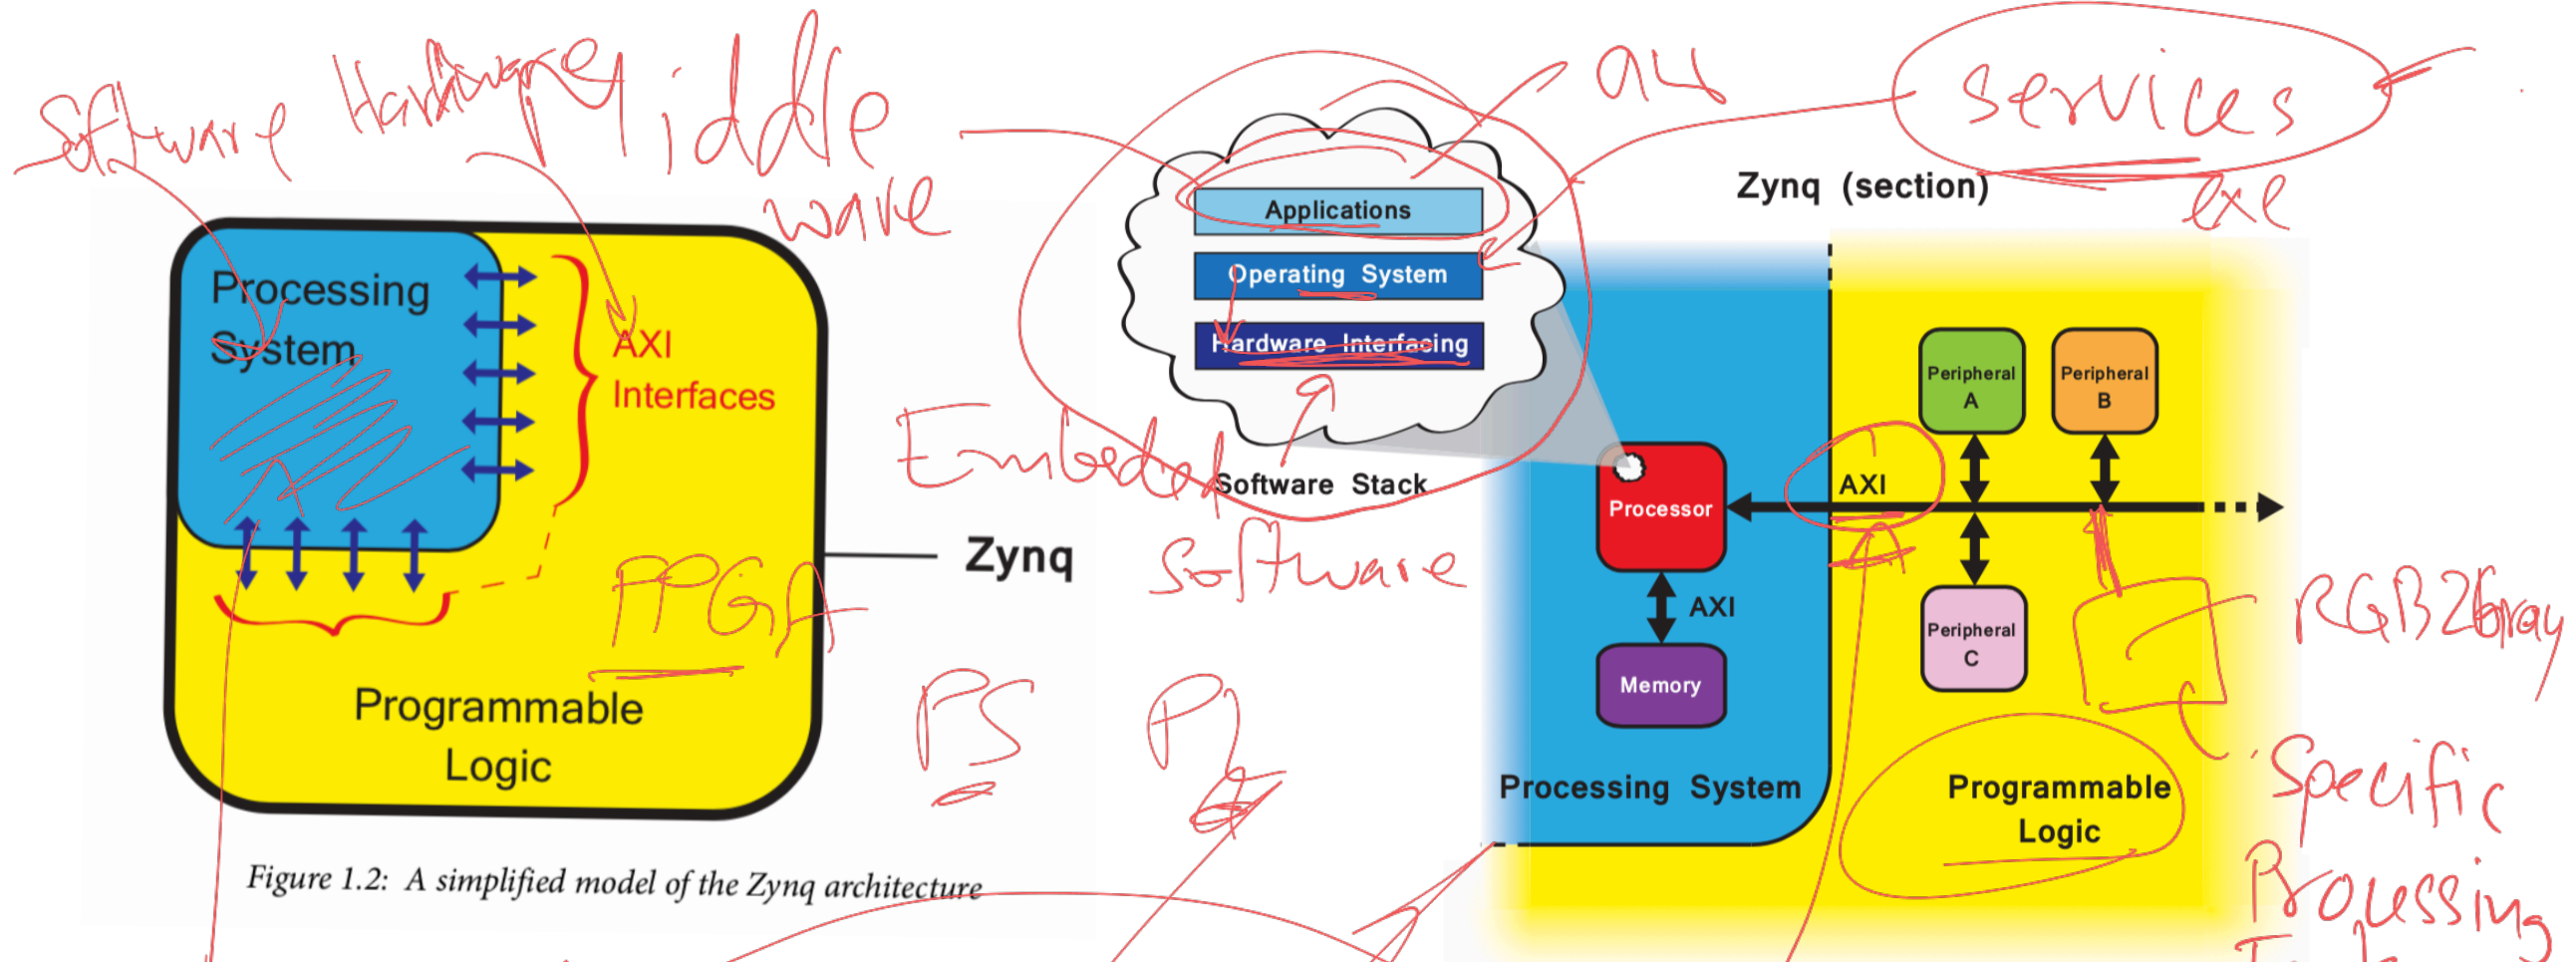 Software Hardware
iddle
ware
services
exe
Zynq (section)
Applications
Operating System
Hardware Interfacing
Software Stack
Embedded
Software
Processing
System
AXI
Interfaces
FPGA
Programmable
Logic
Zynq
PS PL
Figure 1.2: A simplified model of the Zynq architecture
Peripheral
A
Peripheral
B
Processor
AXI
AXI
Peripheral
C
Memory
RGB2Gray
Processing System
Programmable
Logic
Specific
Processing